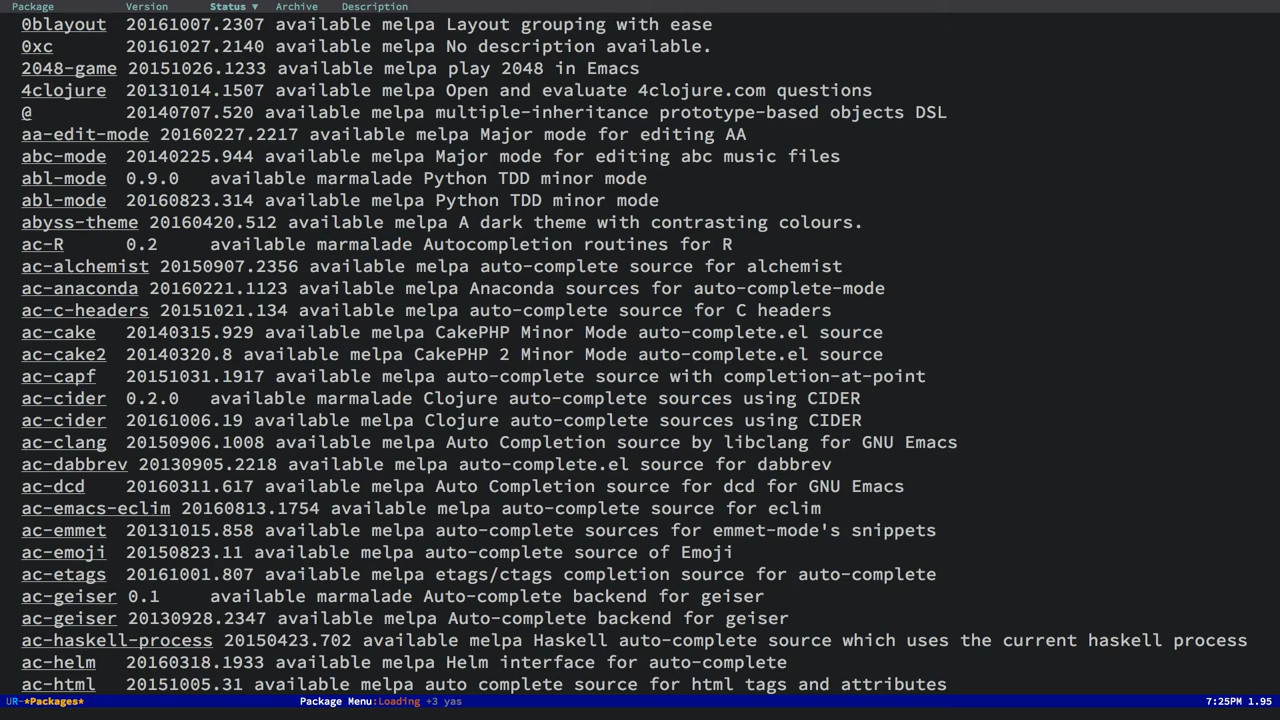 Package Version Status ▼ Archive Description
0blayout 20161007.2307 available melpa Layout grouping with ease
0xc 20161027.2140 available melpa No description available.
2048-game 20151026.1233 available melpa play 2048 in Emacs
4clojure 20131014.1507 available melpa Open and evaluate 4clojure.com questions
@ 20140707.520 available melpa multiple-inheritance prototype-based objects DSL
aa-edit-mode 20160227.2217 available melpa Major mode for editing AA
abc-mode 20140225.944 available melpa Major mode for editing abc music files
abl-mode 0.9.0 available marmalade Python TDD minor mode
abl-mode 20160823.314 available melpa Python TDD minor mode
abyss-theme 20160420.512 available melpa A dark theme with contrasting colours.
ac-R 0.2 available marmalade Autocompletion routines for R
ac-alchemist 20150907.2356 available melpa auto-complete source for alchemist
ac-anaconda 20160221.1123 available melpa Anaconda sources for auto-complete-mode
ac-c-headers 20151021.134 available melpa auto-complete source for C headers
ac-cake 20140315.929 available melpa CakePHP Minor Mode auto-complete.el source
ac-cake2 20140320.8 available melpa CakePHP 2 Minor Mode auto-complete.el source
ac-capf 20151031.1917 available melpa auto-complete source with completion-at-point
ac-cider 0.2.0 available marmalade Clojure auto-complete sources using CIDER
ac-cider 20161006.19 available melpa Clojure auto-complete sources using CIDER
ac-clang 20150906.1008 available melpa Auto Completion source by libclang for GNU Emacs
ac-dabbrev 20130905.2218 available melpa auto-complete.el source for dabbrev
ac-dcd 20160311.617 available melpa Auto Completion source for dcd for GNU Emacs
ac-emacs-eclim 20160813.1754 available melpa auto-complete source for eclim
ac-emmet 20131015.858 available melpa auto-complete sources for emmet-mode's snippets
ac-emoji 20150823.11 available melpa auto-complete source of Emoji
ac-etags 20161001.807 available melpa etags/ctags completion source for auto-complete
ac-geiser 0.1 available marmalade Auto-complete backend for geiser
ac-geiser 20130928.2347 available melpa Auto-complete backend for geiser
ac-haskell-process 20150423.702 available melpa Haskell auto-complete source which uses the current haskell process
ac-helm 20160318.1933 available melpa Helm interface for auto-complete
ac-html 20151005.31 available melpa auto complete source for html tags and attributes
UR-*Packages* Package Menu:Loading +3 yas 7:25PM 1.95